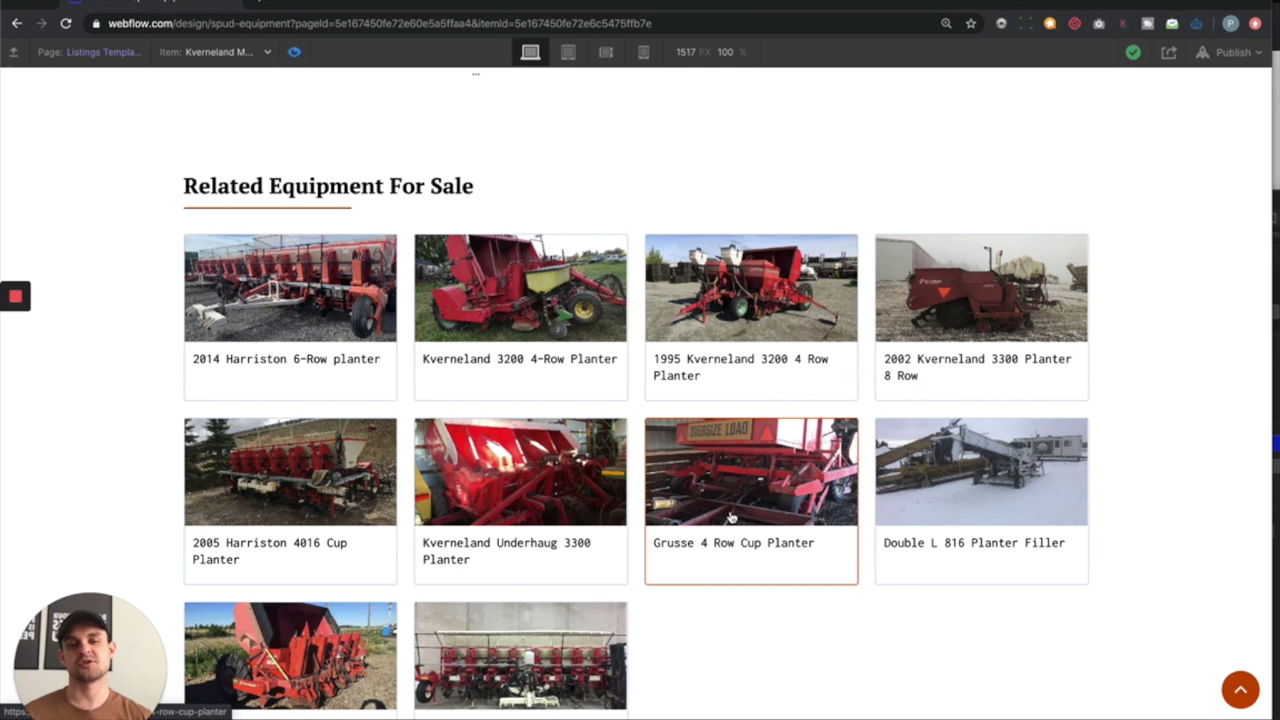 webflow.com/design/spud-equipment?pageId=5e167450fe72e60e5a5ffaa4&itemId=5e167450fe72e6c5475ffb7e
P
Page: Listings Templa...
Item: Kverneland M...
1517 PX 100 %
Publish
...
Related Equipment For Sale
2014 Harriston 6-Row planter
Kverneland 3200 4-Row Planter
1995 Kverneland 3200 4 Row
Planter
2002 Kverneland 3300 Planter
8 Row
OVERSIZE LOAD
2005 Harriston 4016 Cup
Planter
Kverneland Underhaug 3300
Planter
Grusse 4 Row Cup Planter
Double L 816 Planter Filler
-row-cup-planter